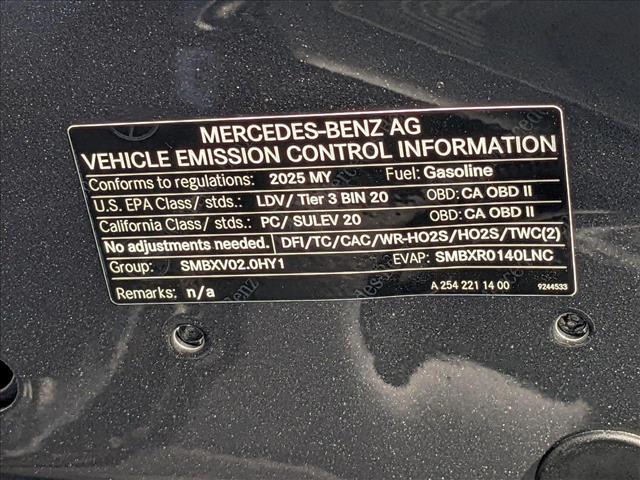 MERCEDES-BENZ AG
VEHICLE EMISSION CONTROL INFORMATION
Conforms to regulations: 2025 MY Fuel: Gasoline
U.S. EPA Class/ stds.: LDV/ Tier 3 BIN 20 OBD: CA OBD II
California Class/ stds.: PC/ SULEV 20 OBD: CA OBD II
No adjustments needed. DFI/TC/CAC/WR-HO2S/HO2S/TWC(2)
Group: SMBXV02.0HY1 EVAP: SMBXR0140LNC
Remarks: n/a A 254 221 14 00 9244533